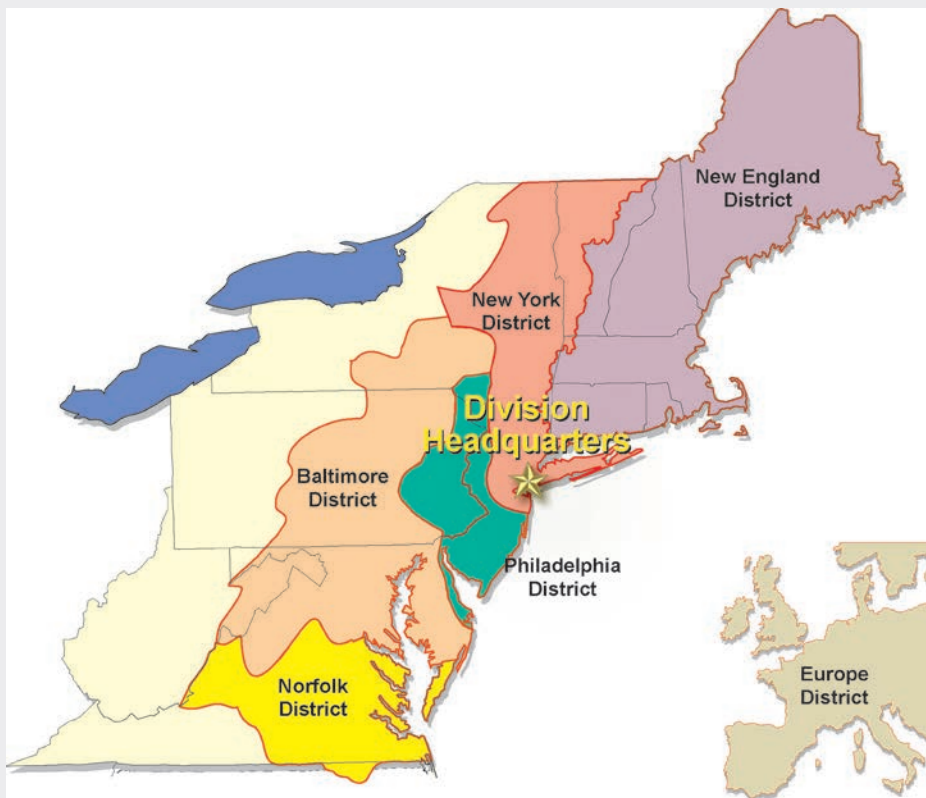 New England
District
New York
District
Division
Headquarters
Baltimore
District
Philadelphia
District
Norfolk
District
Europe
District